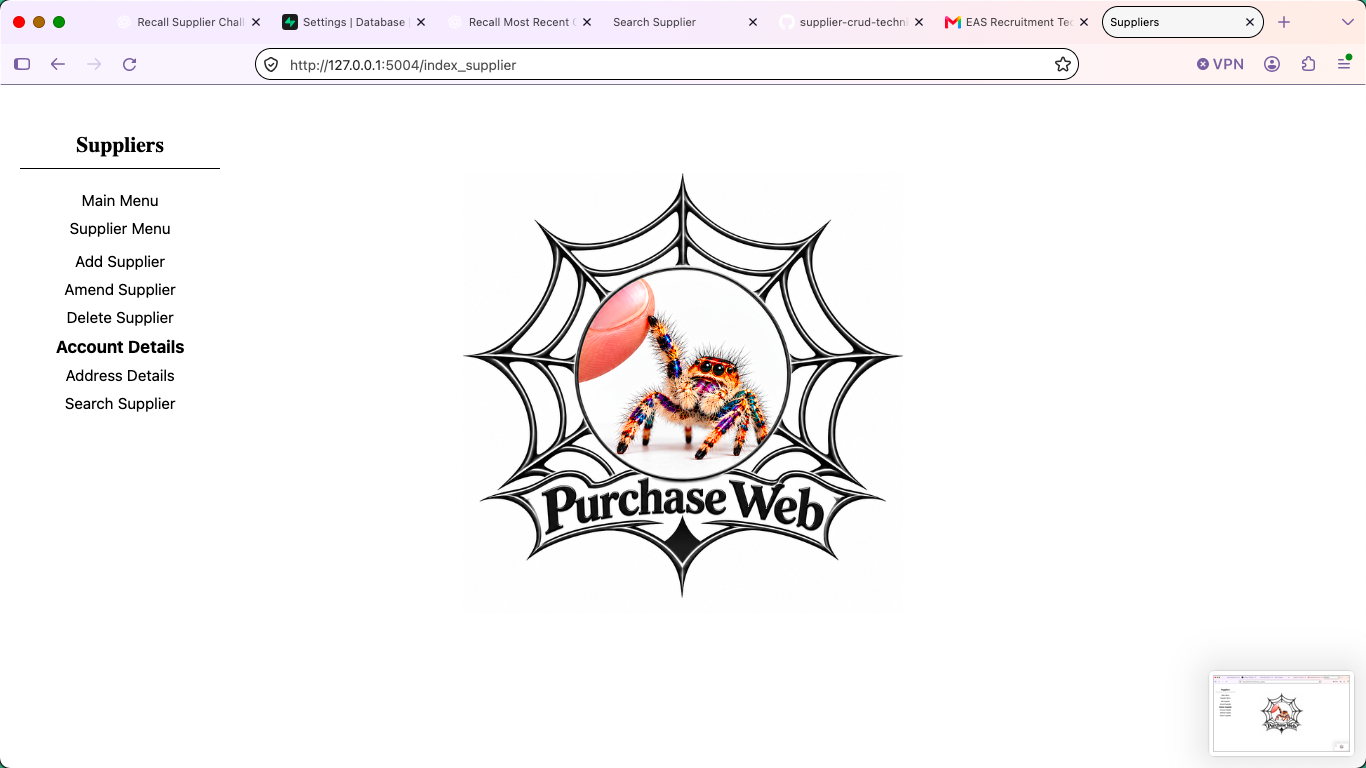 Recall Supplier Chall
Settings | Database |
Recall Most Recent C
Search Supplier
supplier-crud-techni
EAS Recruitment Tec
Suppliers
http://127.0.0.1:5004/index_supplier
VPN
Suppliers
Main Menu
Supplier Menu
Add Supplier
Amend Supplier
Delete Supplier
Account Details
Address Details
Search Supplier
Purchase Web